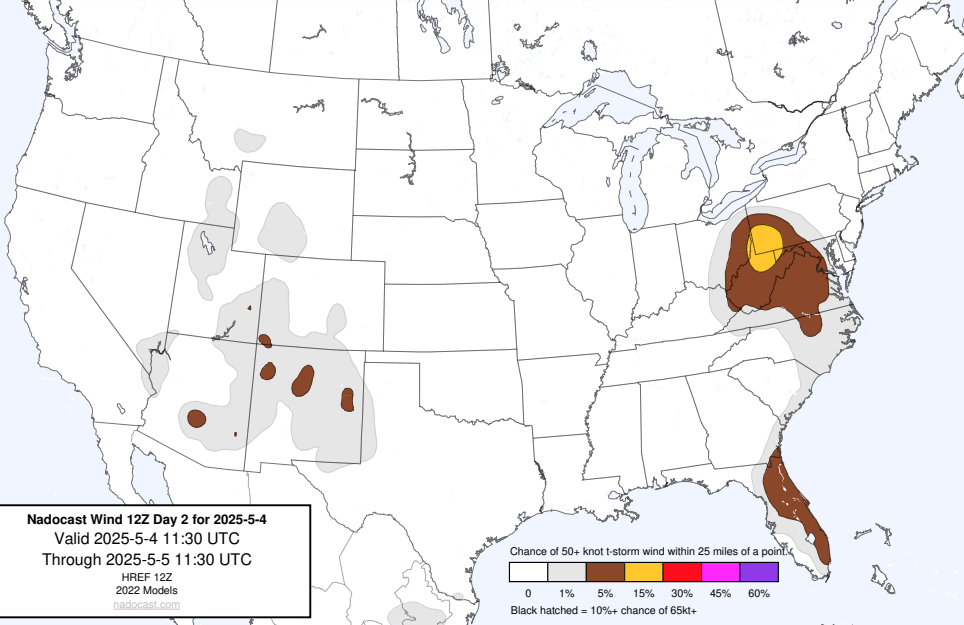 Nadocast Wind 12Z Day 2 for 2025-5-4
Valid 2025-5-4 11:30 UTC
Through 2025-5-5 11:30 UTC
HREF 12Z
2022 Models
nadocast.com
Chance of 50+ knot t-storm wind within 25 miles of a point.
0 1% 5% 15% 30% 45% 60%
Black hatched = 10%+ chance of 65kt+